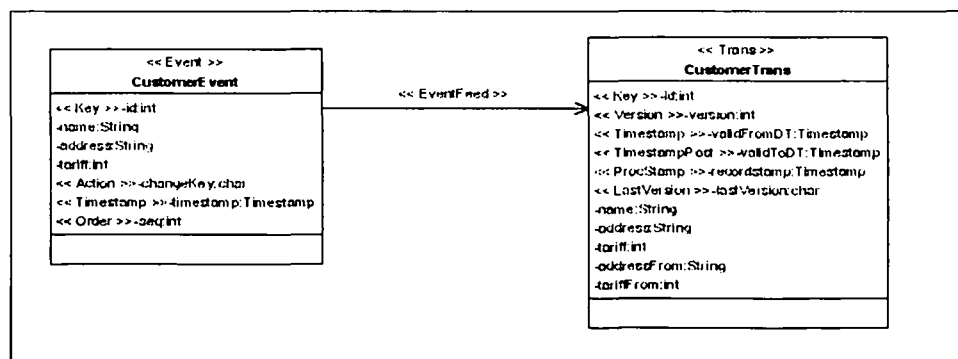 << Event >>
CustomerEvent
<< Key >>-id:int
-name:String
-address:String
-tariff:int
<< Action >>-changeKey:char
<< Timestamp >>-timestamp:Timestamp
<< Order >>-seq:int
<< EventFeed >>
<< Trans >>
CustomerTrans
<< Key >>-id:int
<< Version >>-version:int
<< Timestamp >>-validFromDT:Timestamp
<< TimestampPost >>-validToDT:Timestamp
<< ProcStamp >>-recordstamp:Timestamp
<< LastVersion >>-lastVersion:char
-name:String
-address:String
-tariff:int
-addressFrom:String
-tariffFrom:int